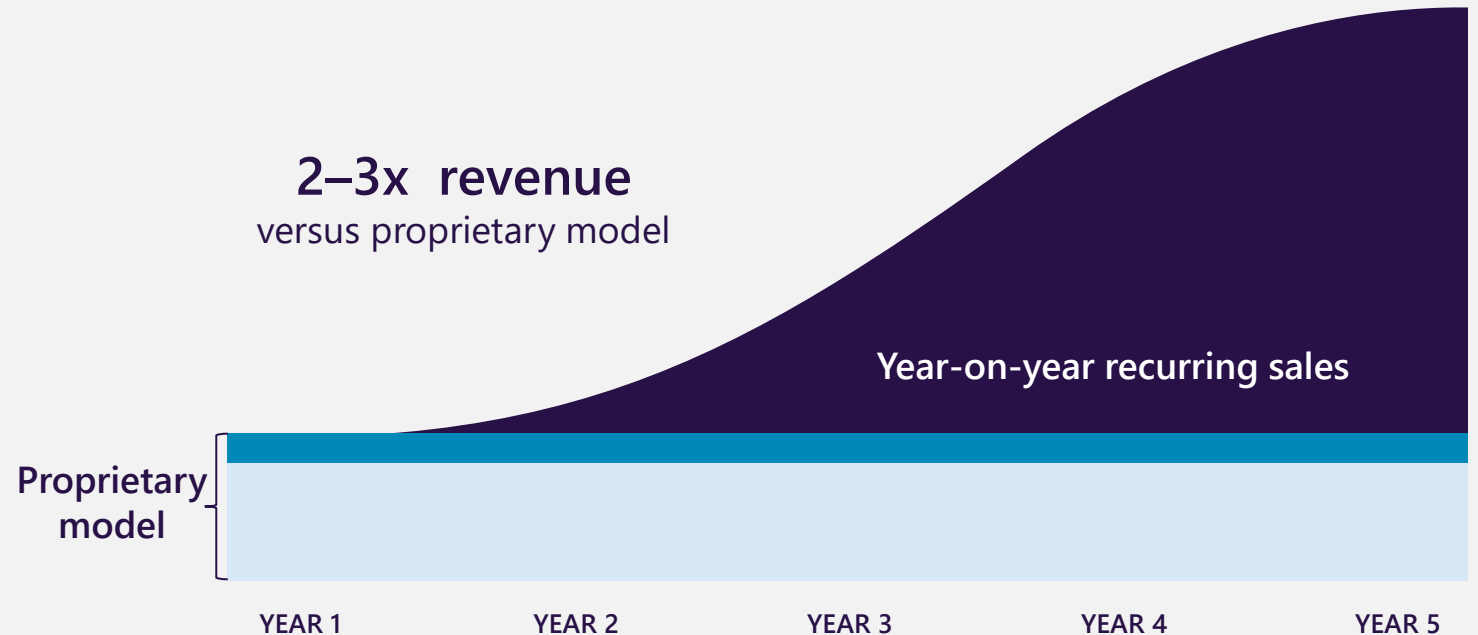 2–3x revenue
versus proprietary model
Year-on-year recurring sales
Proprietary
model
YEAR 1 YEAR 2 YEAR 3 YEAR 4 YEAR 5